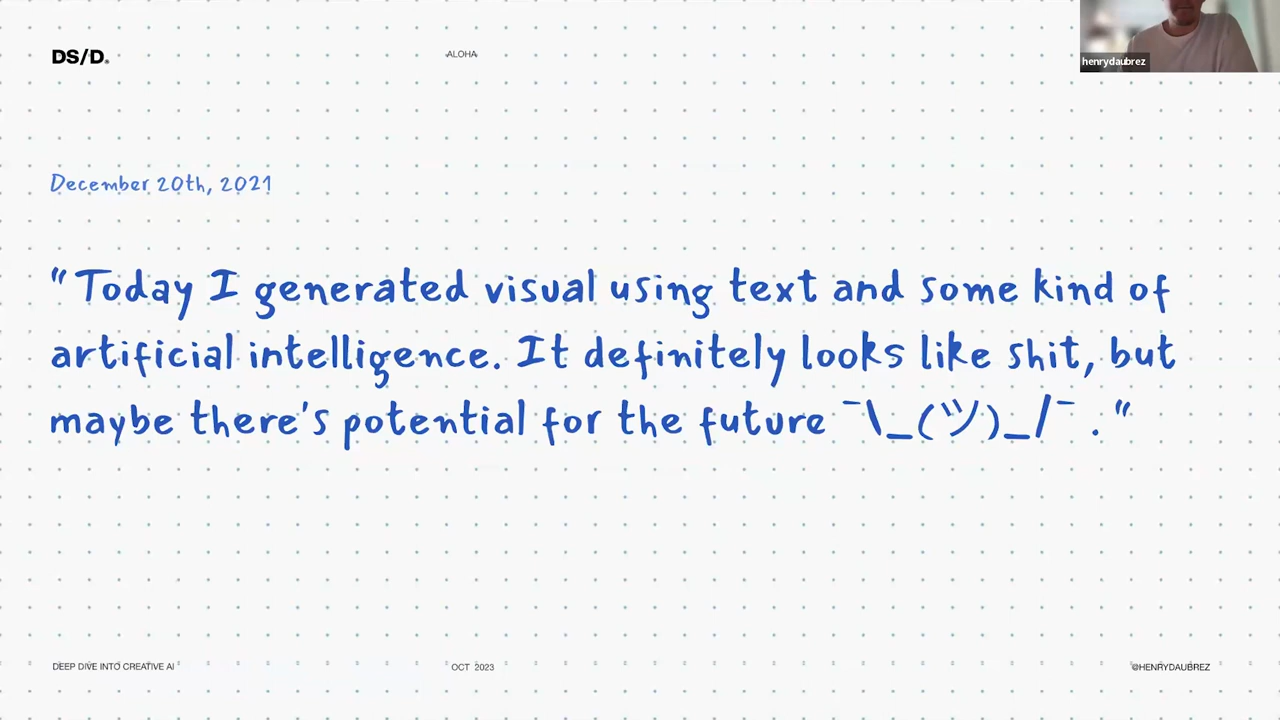 DS/D.
ALOHA
henrydaubrez
December 20th, 2021
“Today I generated visual using text and some kind of
artificial intelligence. It definitely looks like shit, but
maybe there's potential for the future ¯\_(ツ)_/¯ .”
DEEP DIVE INTO CREATIVE AI
OCT 2023
@HENRYDAUBREZ